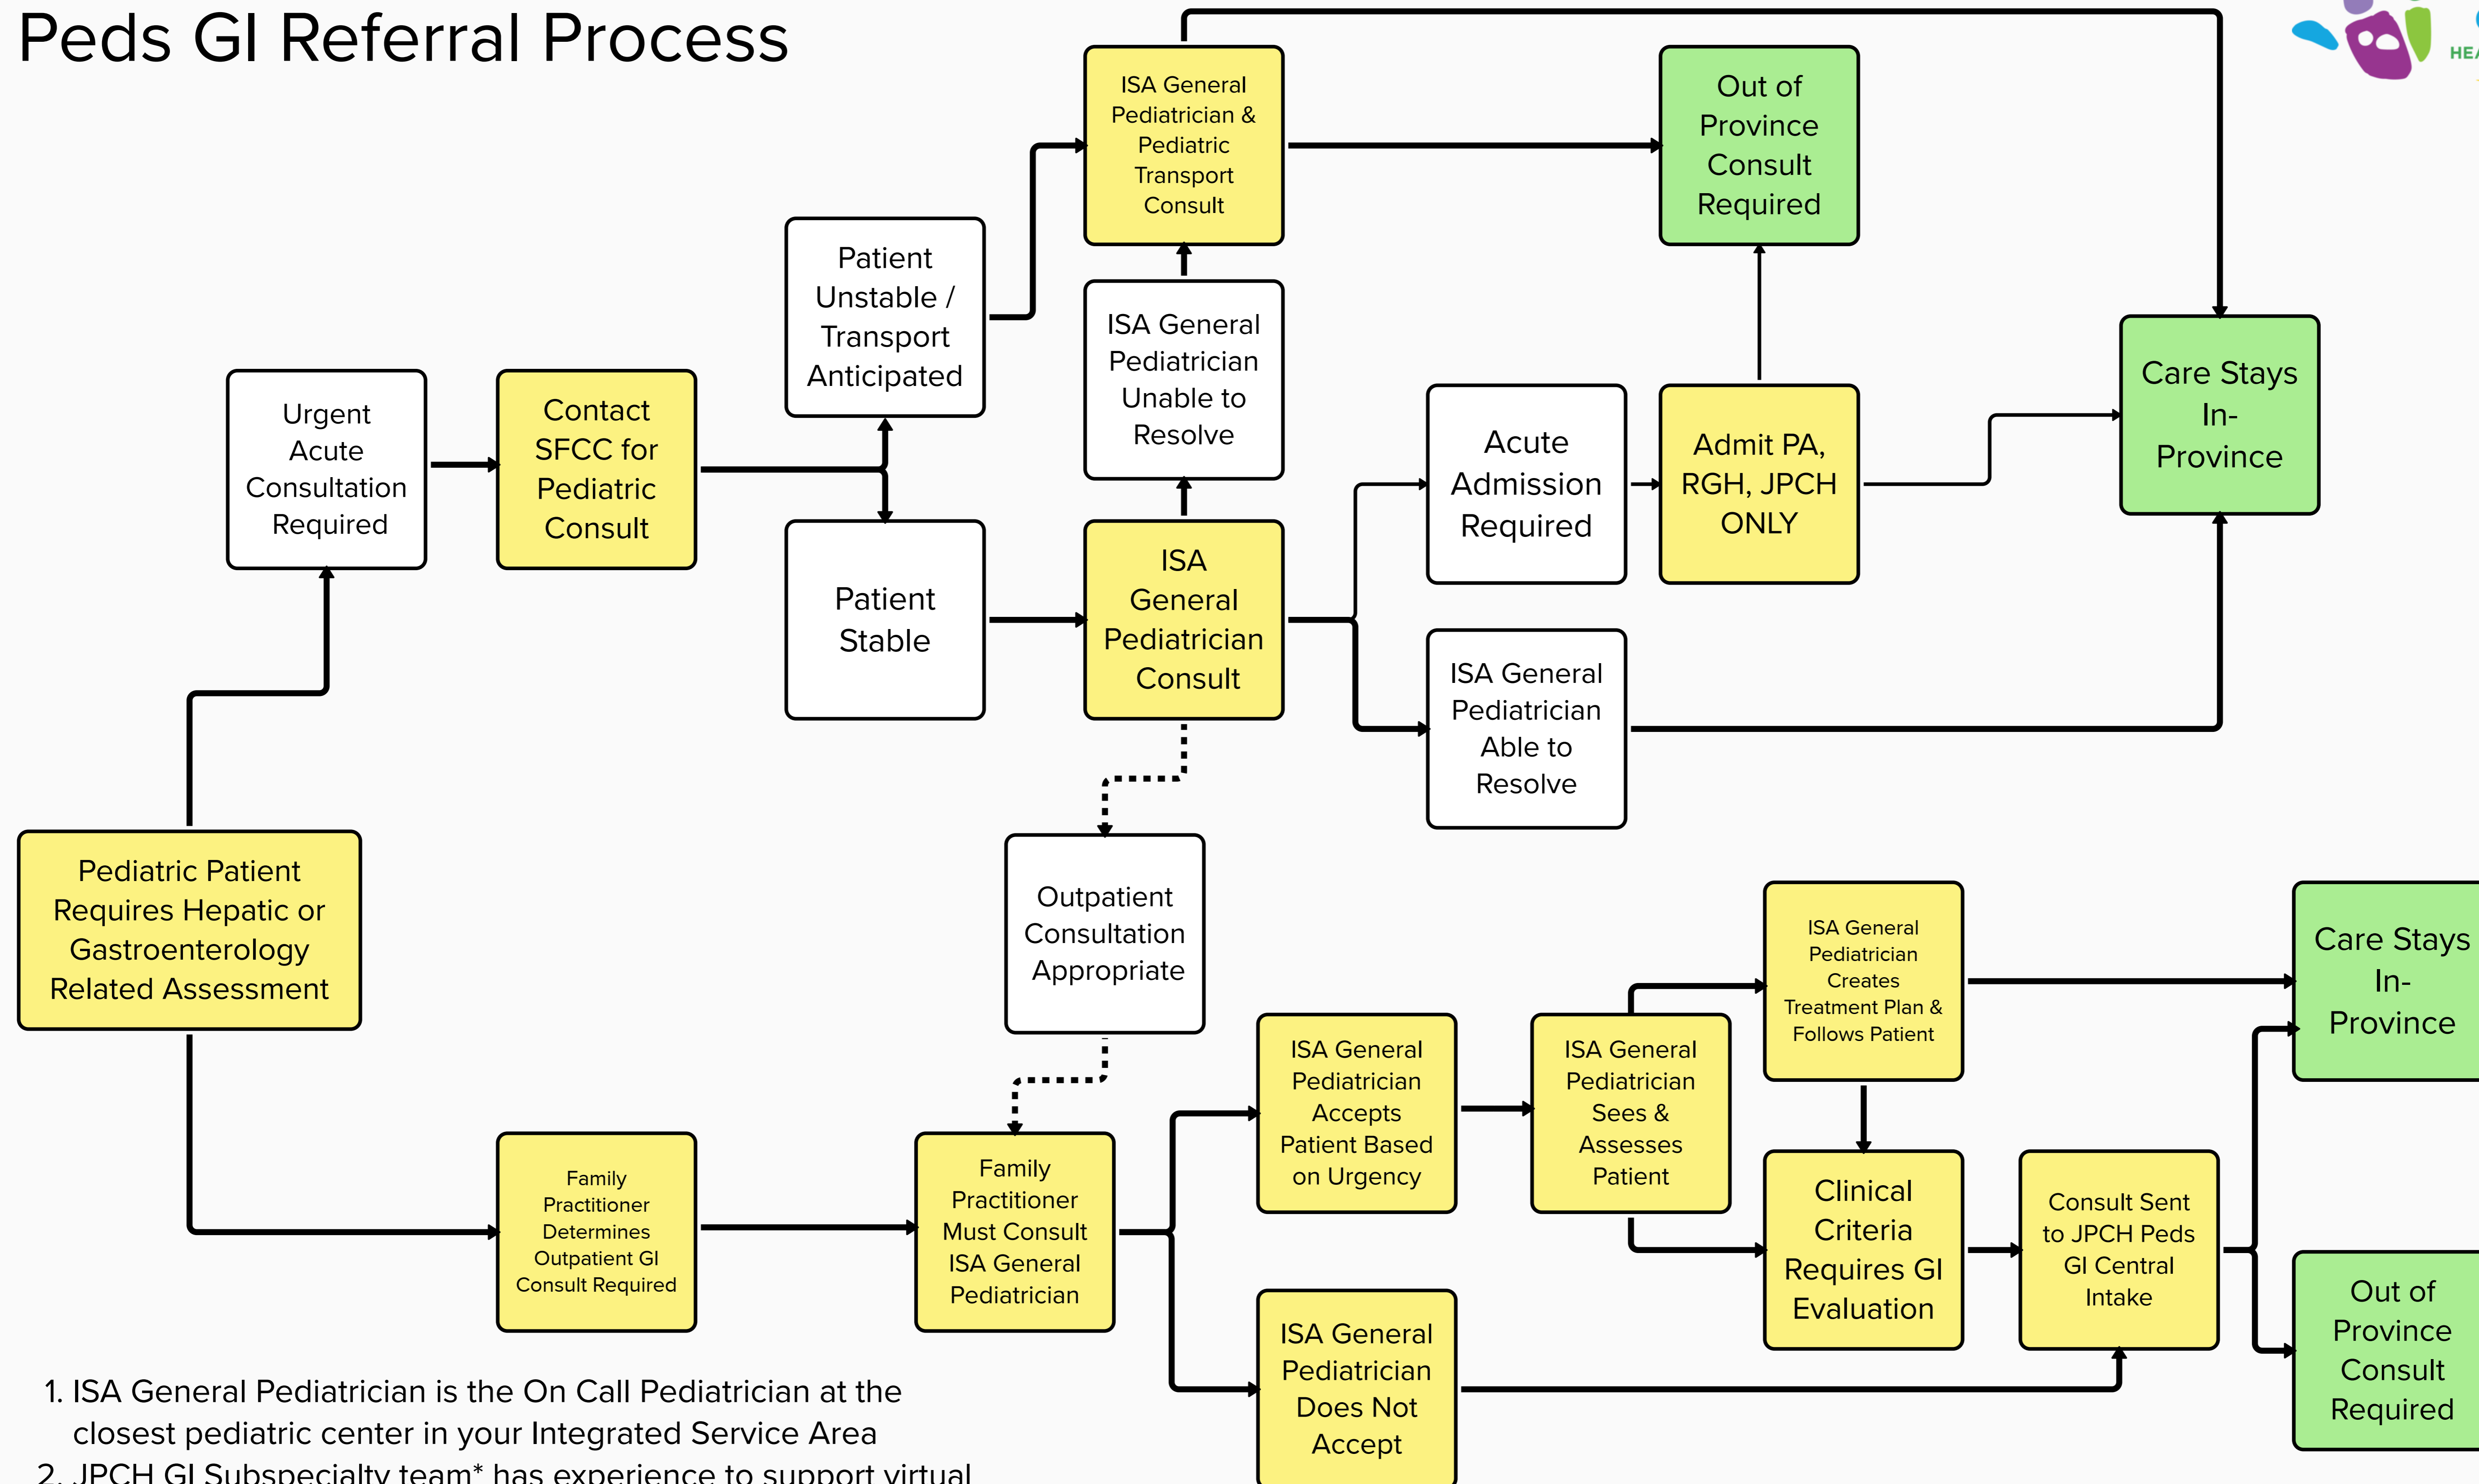 Peds GI Referral Process
HEA
ISA General
Pediatrician &
Pediatric
Transport
Consult
Out of
Province
Consult
Required
Patient
Unstable /
Transport
Anticipated
ISA General
Pediatrician
Unable to
Resolve
Urgent
Acute
Consultation
Required
Contact
SFCC for
Pediatric
Consult
Acute
Admission
Required
Admit PA,
RGH, JPCH
ONLY
Care Stays
In-
Province
Patient
Stable
ISA
General
Pediatrician
Consult
ISA General
Pediatrician
Able to
Resolve
Pediatric Patient
Requires Hepatic or
Gastroenterology
Related Assessment
Outpatient
Consultation
Appropriate
Family
Practitioner
Determines
Outpatient GI
Consult Required
Family
Practitioner
Must Consult
ISA General
Pediatrician
ISA General
Pediatrician
Accepts
Patient Based
on Urgency
ISA General
Pediatrician
Sees &
Assesses
Patient
ISA General
Pediatrician
Creates
Treatment Plan &
Follows Patient
Care Stays
In-
Province
Clinical
Criteria
Requires GI
Evaluation
Consult Sent
to JPCH Peds
GI Central
Intake
Out of
Province
Consult
Required
ISA General
Pediatrician
Does Not
Accept
1. ISA General Pediatrician is the On Call Pediatrician at the
closest pediatric center in your Integrated Service Area
2. JPCH GI Subspecialty team* has experience to support virtual